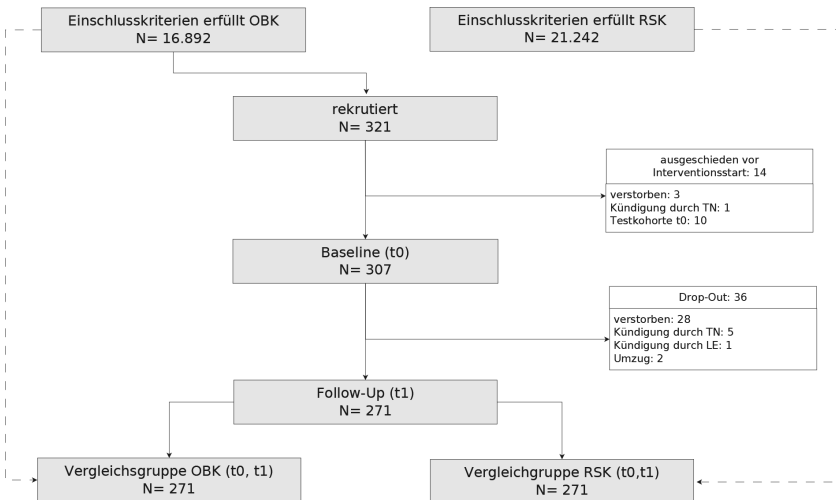 Einschlusskriterien erfüllt OBK
N= 16.892
Einschlusskriterien erfüllt RSK
N= 21.242
rekrutiert
N= 321
ausgeschieden vor
Interventionsstart: 14
verstorben: 3
Kündigung durch TN: 1
Testkohorte t0: 10
Baseline (t0)
N= 307
Drop-Out: 36
verstorben: 28
Kündigung durch TN: 5
Kündigung durch LE: 1
Umzug: 2
Follow-Up (t1)
N= 271
Vergleichsgruppe OBK (t0, t1)
N= 271
Vergleichgruppe RSK (t0,t1)
N= 271